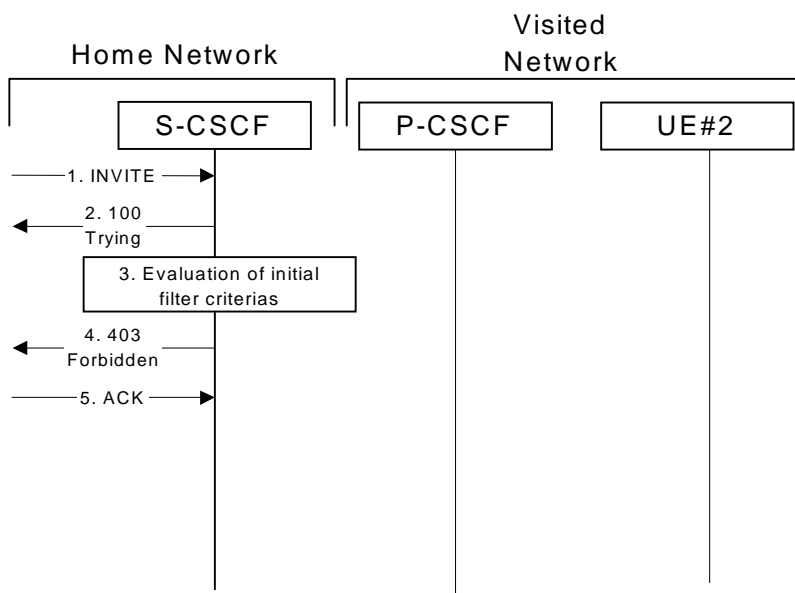 Visited
Network
Home Network
S-CSCF
P-CSCF
UE#2
1. INVITE
2. 100
Trying
3. Evaluation of initial
filter criterias
4. 403
Forbidden
5. ACK